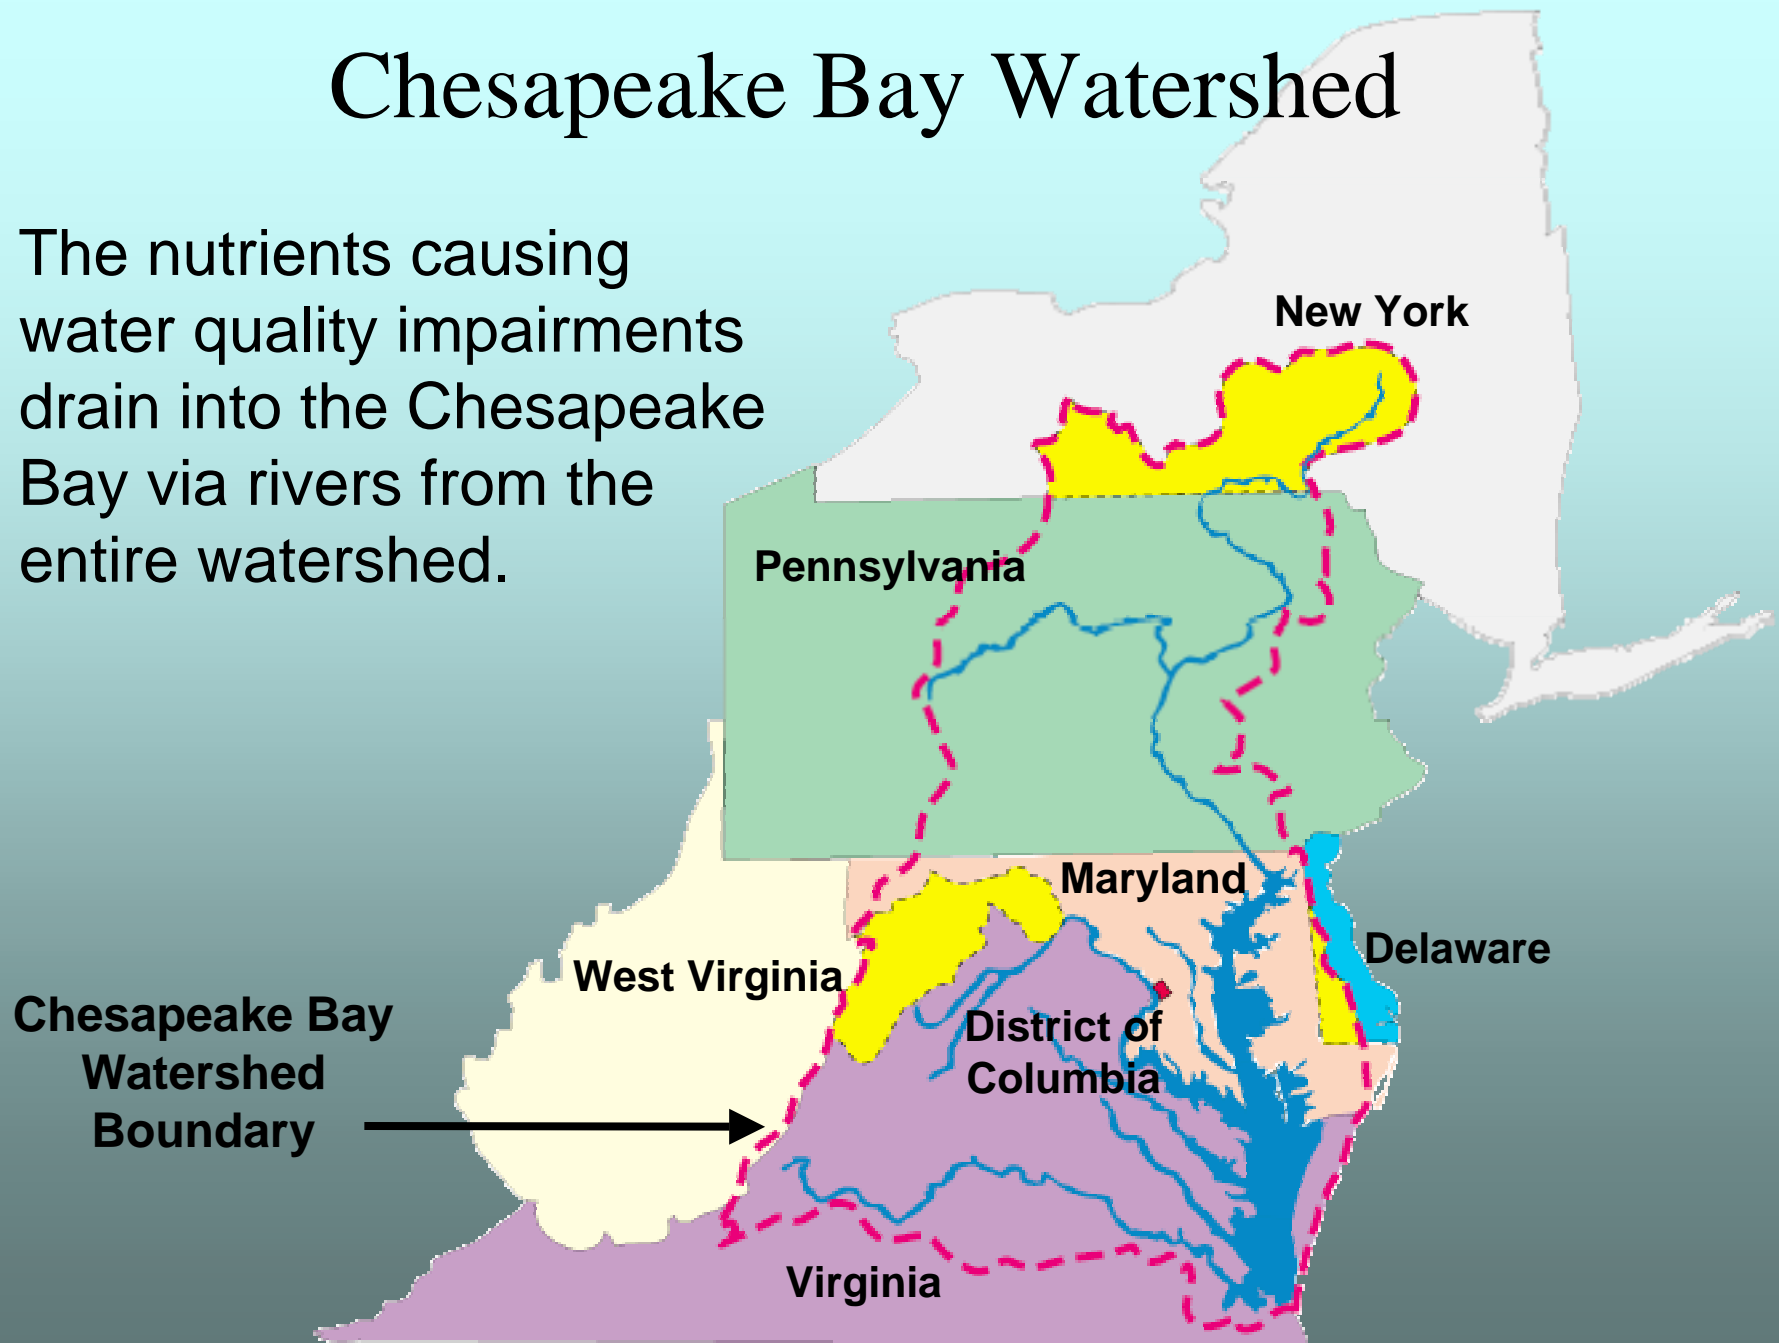 Chesapeake Bay Watershed
The nutrients causing
water quality impairments
drain into the Chesapeake
Bay via rivers from the
entire watershed.
New York
Pennsylvania
Maryland
Delaware
West Virginia
District of
Columbia
Chesapeake Bay
Watershed
Boundary
Virginia